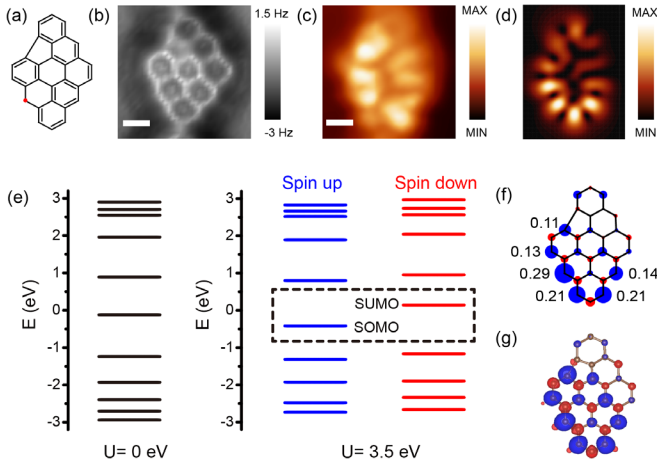 (a)
(b)
1.5 Hz
-3 Hz
(c)
MAX
MIN
(d)
MAX
MIN
(e)
Spin up
Spin down
(f)
3
2
1
0
-1
-2
-3
E (eV)
3
2
1
0
-1
-2
-3
E (eV)
SUMO
SOMO
U= 0 eV
U= 3.5 eV
0.11
0.13
0.29
0.14
0.21
0.21
(g)